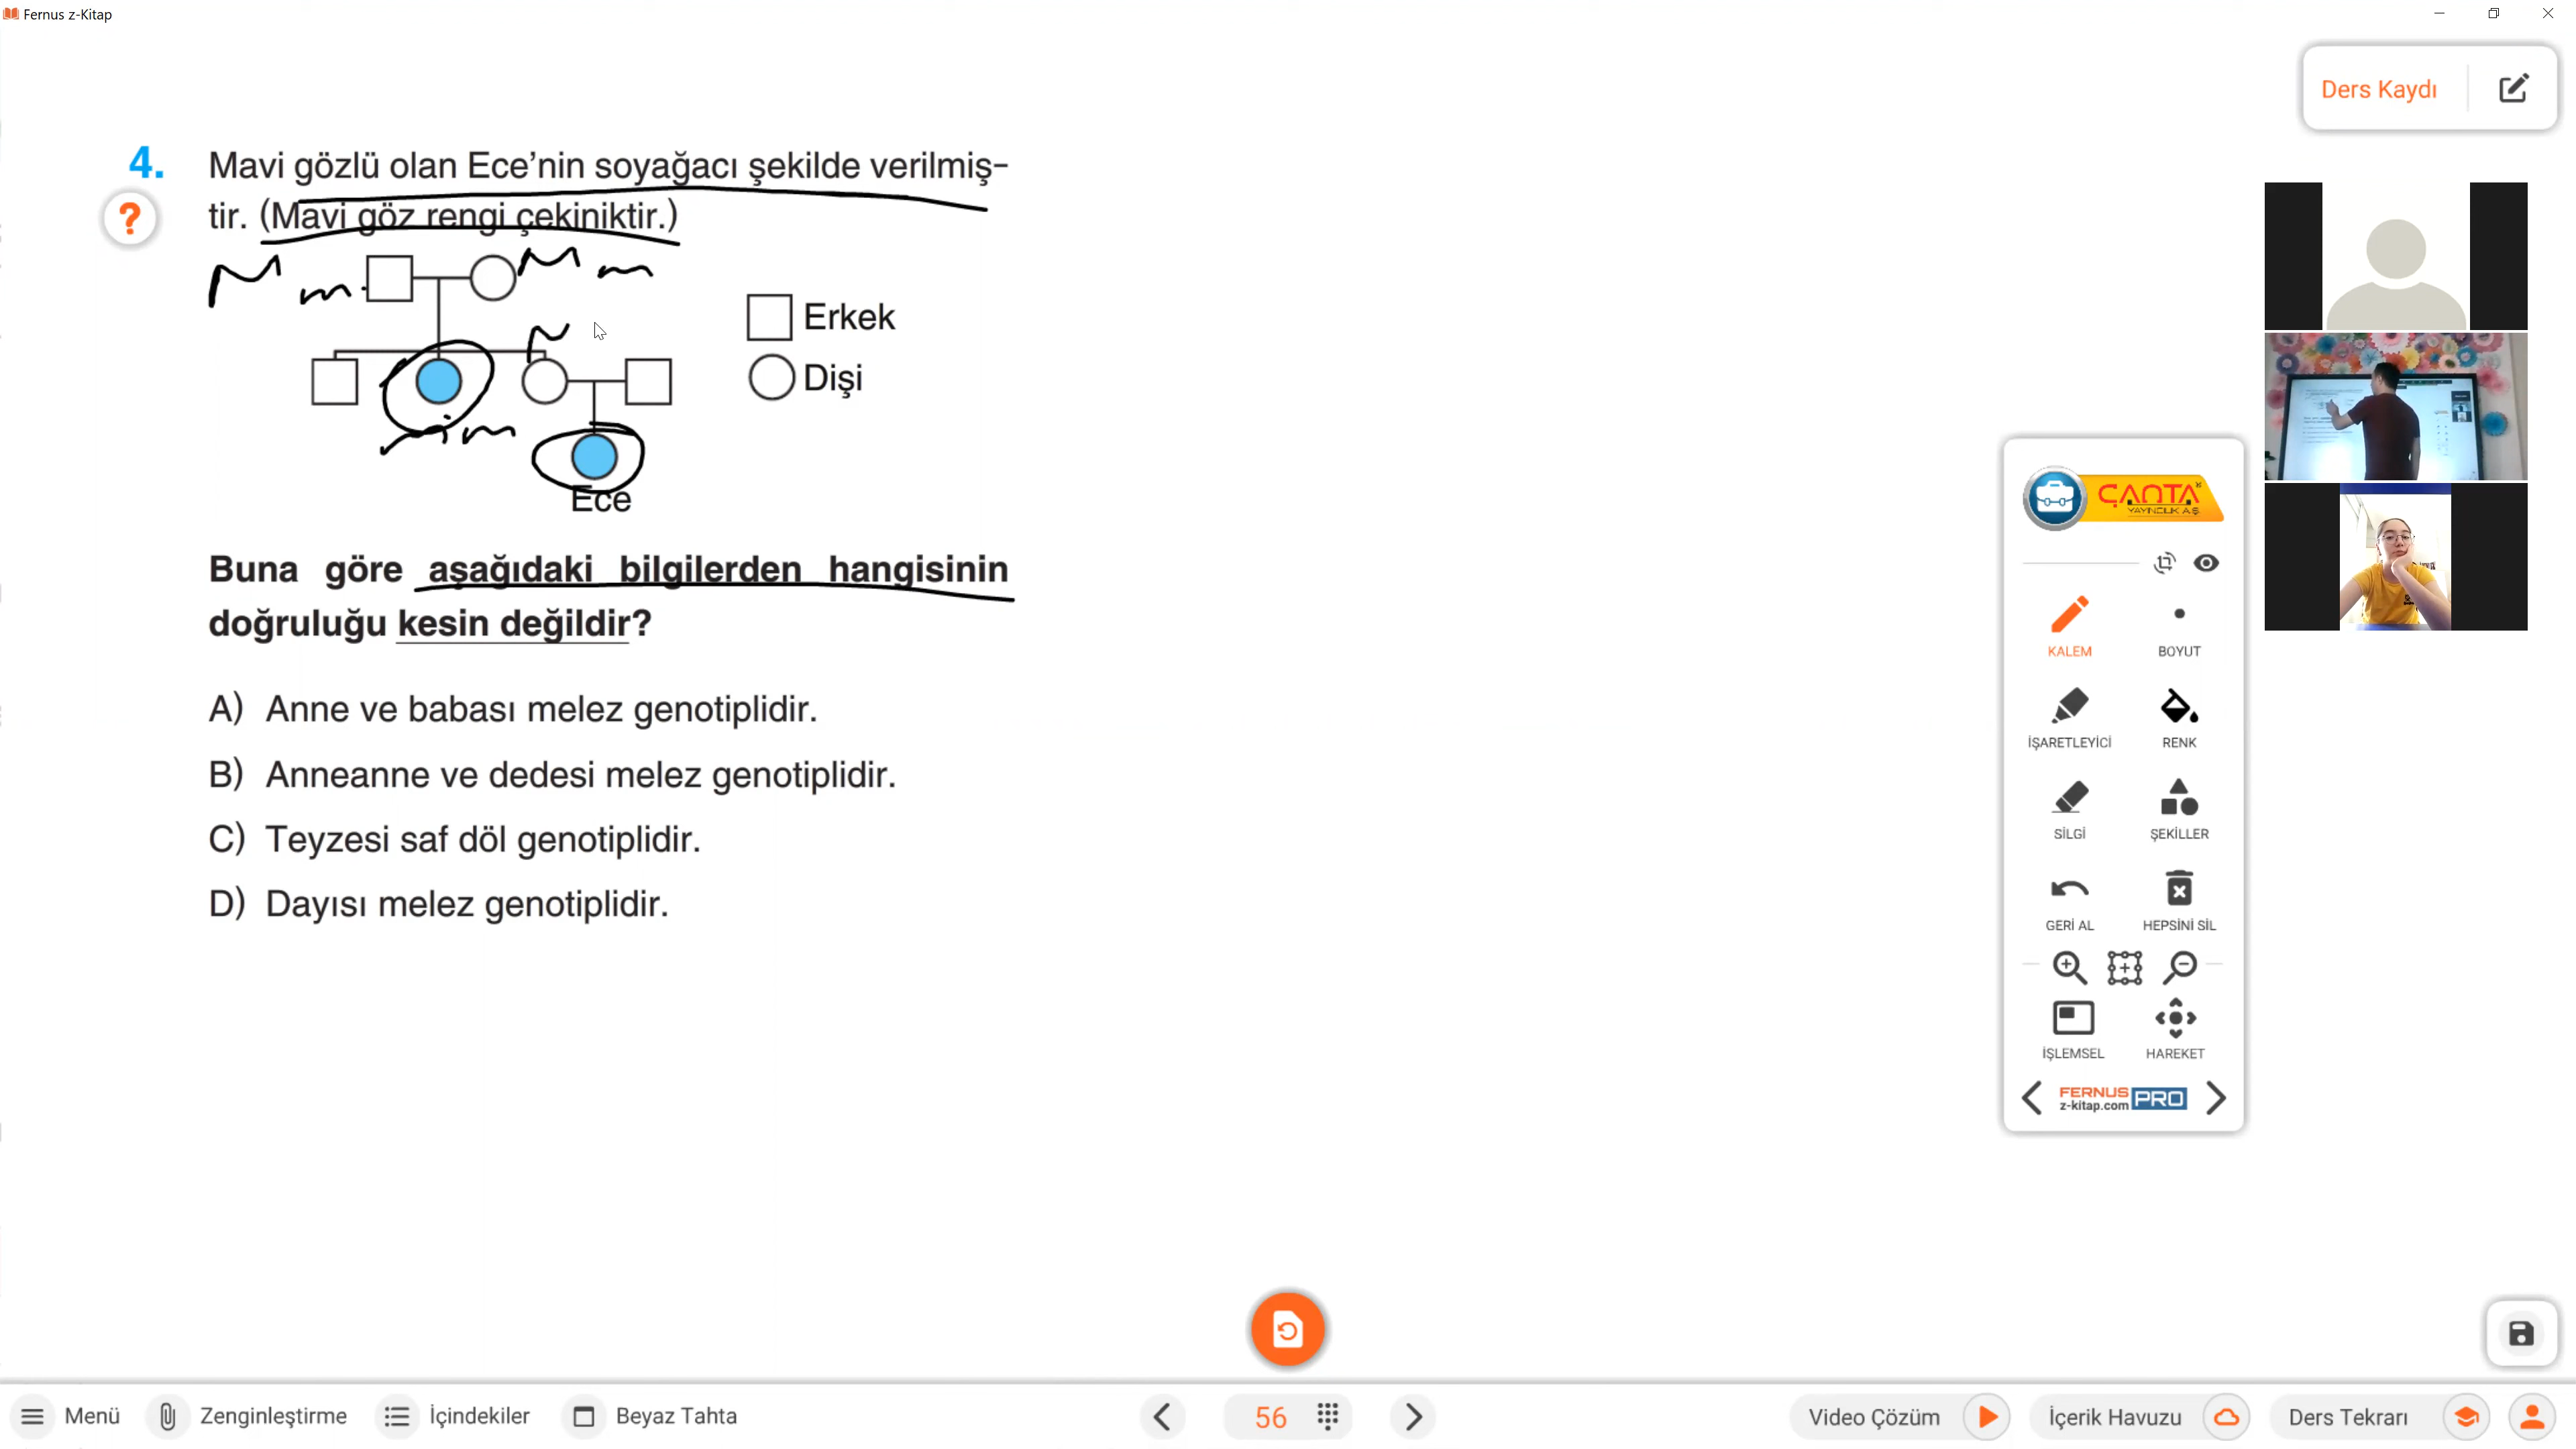 Fernus z-Kitap
Ders Kaydı
4. Mavi gözlü olan Ece'nin soyağacı şekilde verilmiş-
? tir. (Mavi göz rengi çekiniktir.)
M m M m
Erkek
Dişi
m m
Ece
Buna göre aşağıdaki bilgilerden hangisinin
doğruluğu kesin değildir?
A) Anne ve babası melez genotiplidir.
B) Anneanne ve dedesi melez genotiplidir.
C) Teyzesi saf döl genotiplidir.
D) Dayısı melez genotiplidir.
ÇANTA
YAYINCILIK A.Ş.
KALEM BOYUT
İŞARETLEYİCİ RENK
SİLGİ ŞEKİLLER
GERİ AL HEPSİNİ SİL
İŞLEMSEL HAREKET
FERNUS PRO
z-kitap.com
Menü Zenginleştirme İçindekiler Beyaz Tahta 56 Video Çözüm İçerik Havuzu Ders Tekrarı